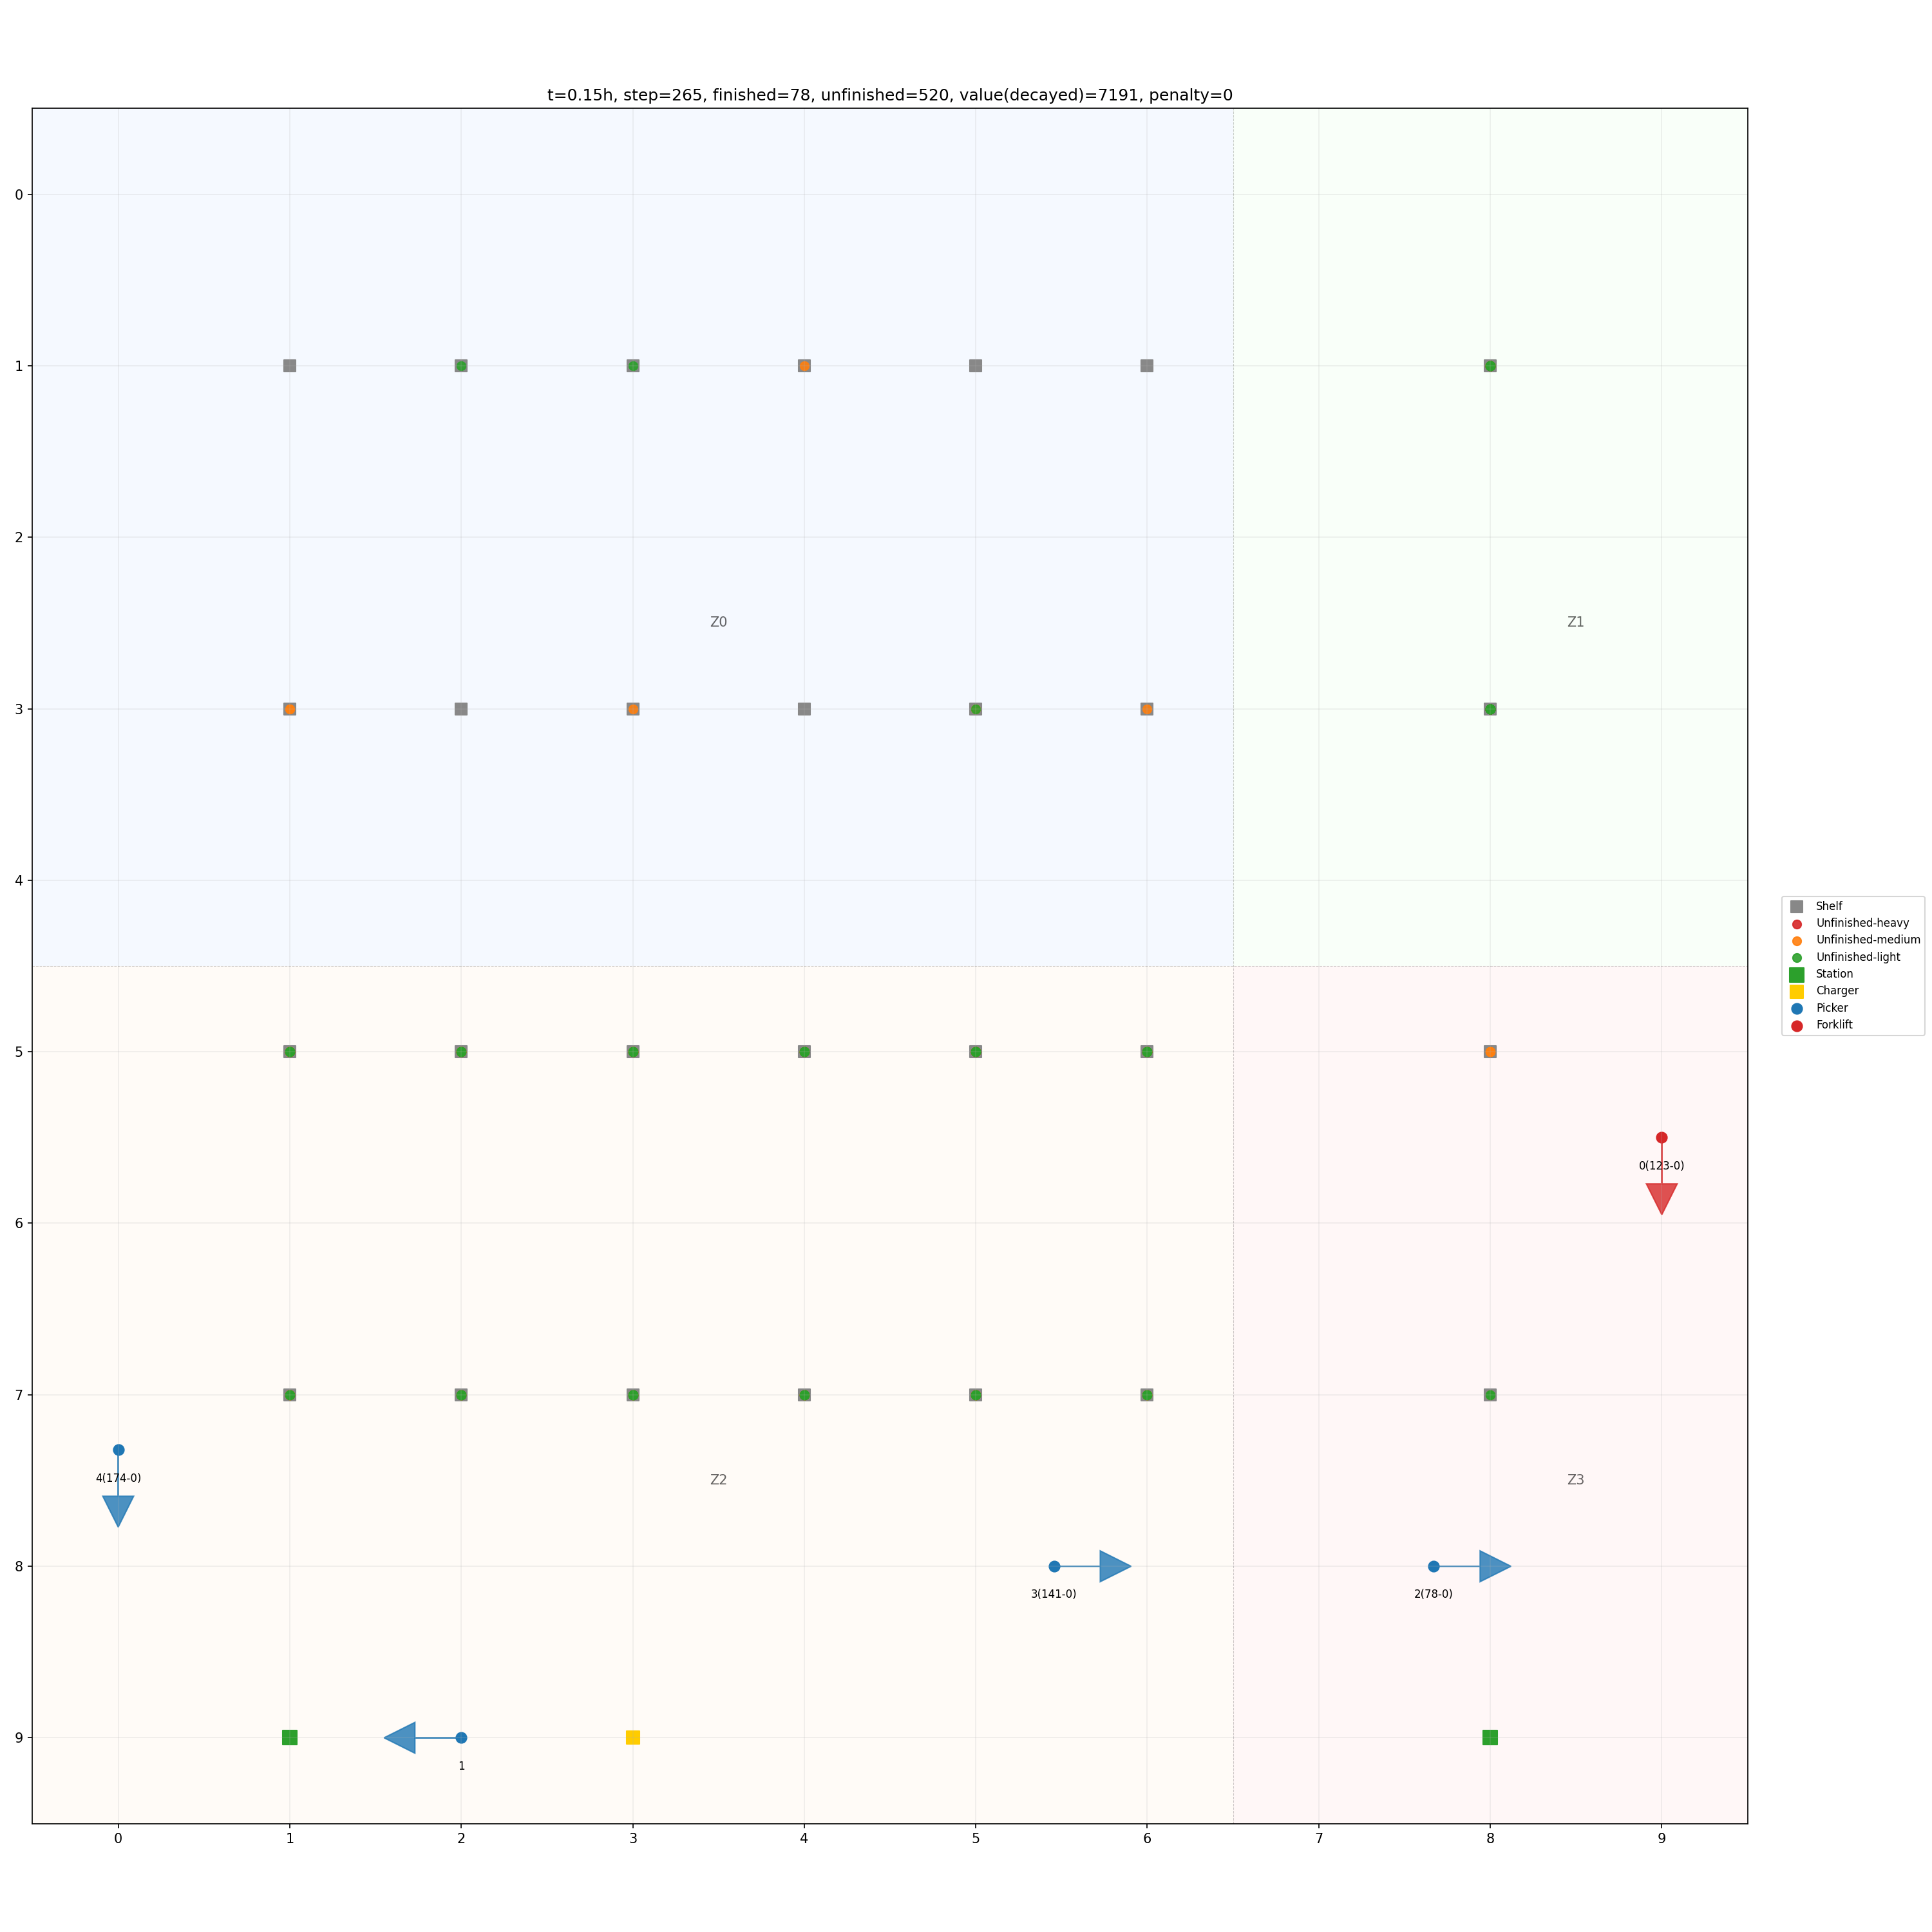 t=0.15h, step=265, finished=78, unfinished=520, value(decayed)=7191, penalty=0
0
1
2
Z0
Z1
3
4
Shelf
Unfinished-heavy
Unfinished-medium
Unfinished-light
Station
Charger
Picker
Forklift
5
0(123-0)
6
7
4(174-0)
Z2
Z3
8
3(141-0)
2(78-0)
9
1
0 1 2 3 4 5 6 7 8 9